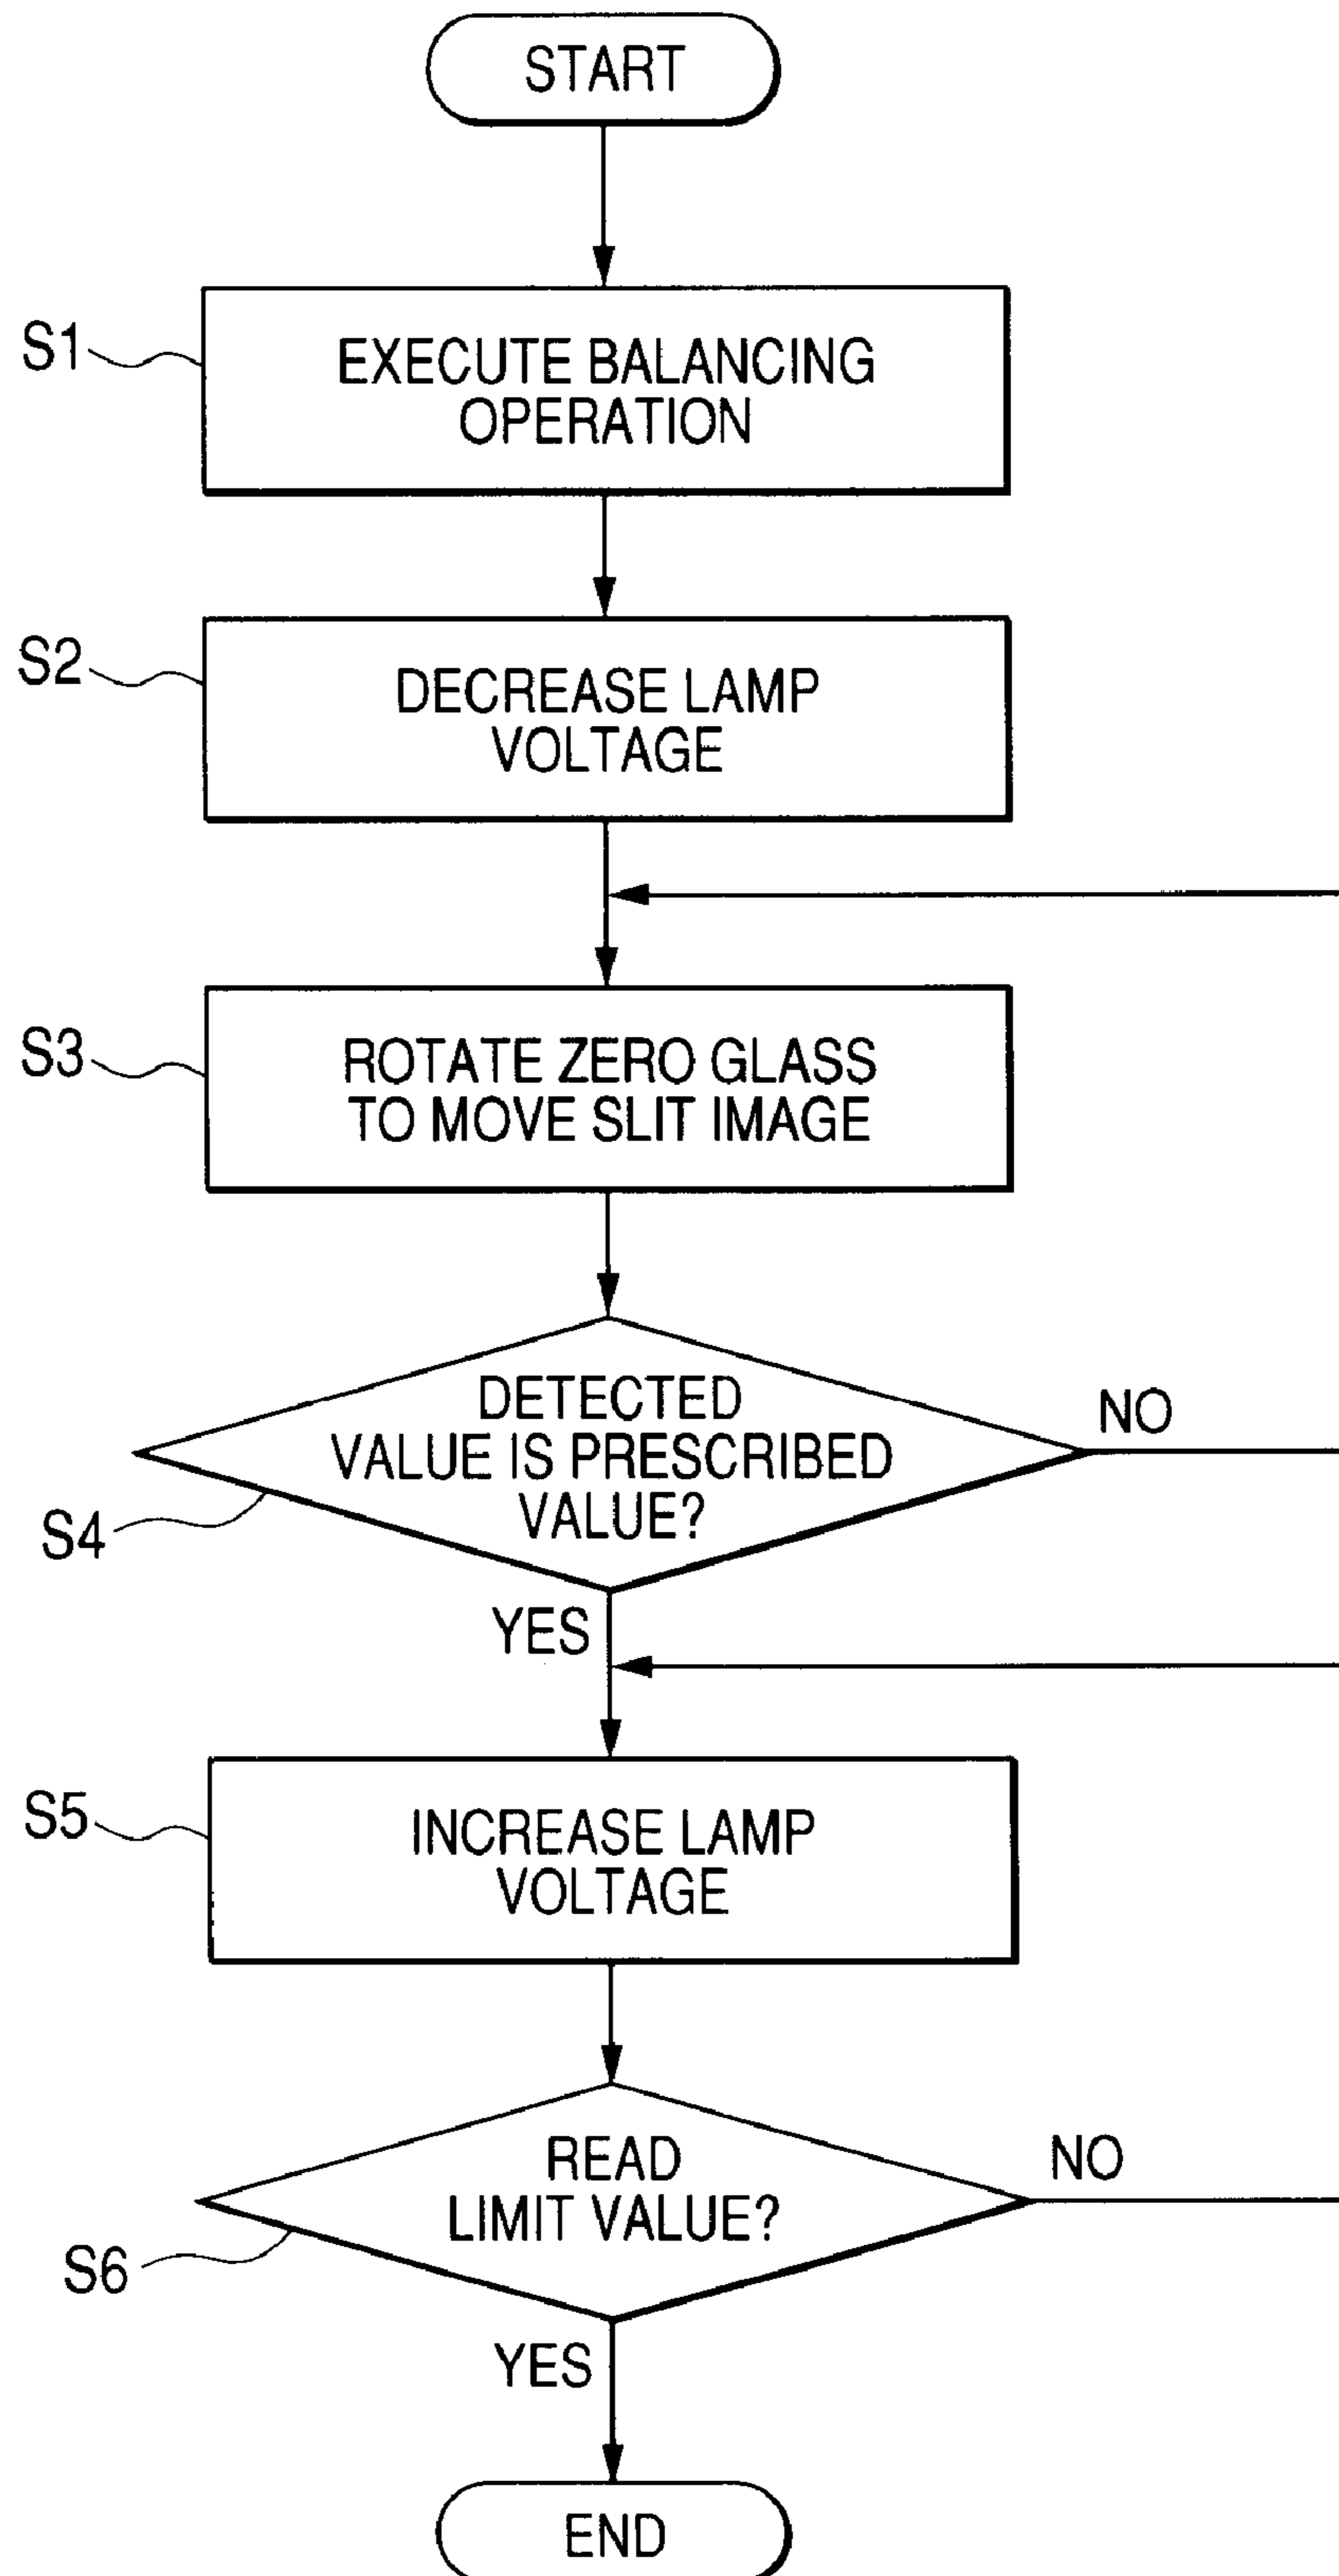 START
S1
EXECUTE BALANCING
OPERATION
S2
DECREASE LAMP
VOLTAGE
S3
ROTATE ZERO GLASS
TO MOVE SLIT IMAGE
DETECTED
VALUE IS PRESCRIBED
VALUE?
NO
S4
YES
S5
INCREASE LAMP
VOLTAGE
READ
LIMIT VALUE?
NO
S6
YES
END